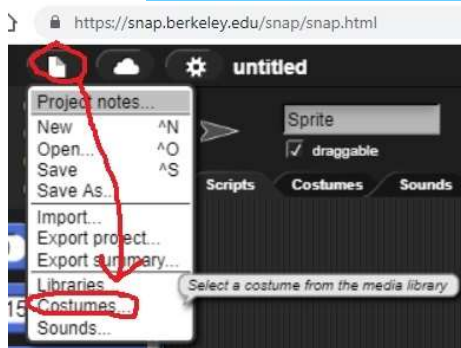 https://snap.berkeley.edu/snap/snap.html
untitled
Project notes...
New ^N
Open... ^O
Save ^S
Save As...
Import...
Export project...
Export summary...
Libraries...
Costumes...
Sounds...
Sprite
draggable
Scripts Costumes Sounds
Select a costume from the media library
15